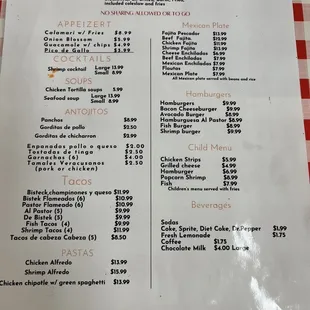 included coleslaw and fries
NO SHARING ALLOWED OR TO GO
APPEIZERT
Calamari w/ Fries $8.99
Onion Blossom $5.99
Guacamole w/ chips $4.99
Pico de Gallo $3.99
COCKTAILS
Shrimp cocktail Large 13.99
Small 8.99
SOUPS
Chicken Tortilla soups 5.99
Seafood soup Large 13.99
Small 8.99
ANTOJITOS
Panchos $8.99
Gorditas de pollo $2.50
Gorditas de chicharron $2.99
Enpanadas pollo a queso $2.00
Tostadas de tinga $2.50
Gornachas (6) $4.00
Tamales Veracusanos $2.50
(pork or chicken)
Tacos
Bisteck,champinones y queso $11.99
Bistek Flameados (6) $10.99
Pastor Flameado (6) $10.99
Al Pastor (5) $9.99
De Bistek (5) $9.99
Fish Tacos (4) $9.99
Shrimp Tacos (4) $11.99
Tacos de cabeza Cabeza (5) $8.50
PASTAS
Chicken Alfredo $13.99
Shrimp Alfredo $15.99
Chicken chipotle w/ green spaghetti $13.99
Mexican Plate
Fajita Pescador $13.99
Beef Fajita $11.99
Chicken Fajita $11.99
Shrimp Fajita $12.99
Cheese Enchiladas $6.99
Beef Enchiladas $7.99
Mexican Enchiladas $7.99
Flautas $7.99
Mexican Plate $7.99
All Mexican plate served with beans and rice
Hamburgers
Hamburgers $9.99
Bacon Cheeseburger $9.99
Avocado Burger $8.99
Hamburguesa Al Pastor $8.99
Fish Burger $8.99
Shrimp Burger $9.99
Child Menu
Chicken Strips $5.99
Grilled cheese $4.99
Hamburger $6.99
Popcorn Shrimp $8.99
Fish $7.99
Children's menu served with fries
Beverages
Sodas
Coke, Sprite, Diet Coke, Dr.Pepper $1.99
Fresh Lemonade $1.75
Coffee $1.75
Chocolate Milk $4.00 Large